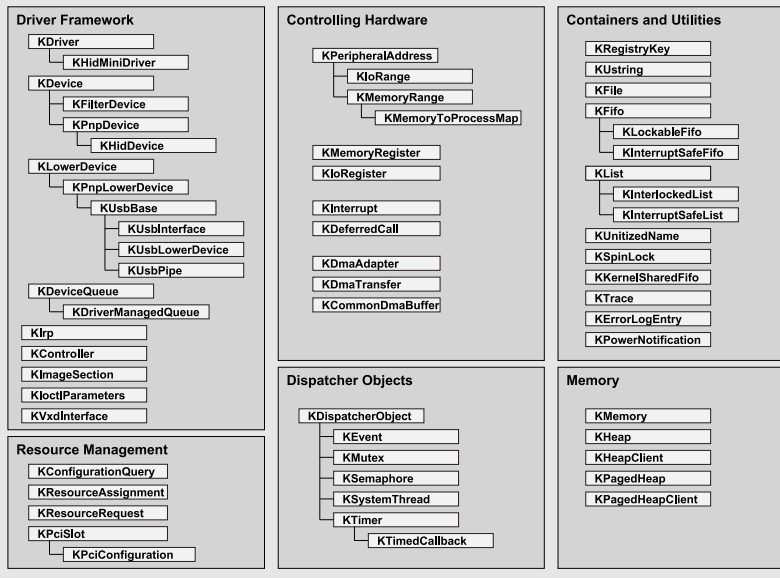 Driver Framework
KDriver
KHidMiniDriver
KDevice
KFilterDevice
KPnpDevice
KHidDevice
KLowerDevice
KPnpLowerDevice
KUsbBase
KUsbInterface
KUsbLowerDevice
KUsbPipe
KDeviceQueue
KDriverManagedQueue
KIrp
KController
KImageSection
KIoctlParameters
KVxdInterface
Resource Management
KConfigurationQuery
KResourceAssignment
KResourceRequest
KPciSlot
KPciConfiguration
Controlling Hardware
KPeripheralAddress
KIoRange
KMemoryRange
KMemoryToProcessMap
KMemoryRegister
KIoRegister
KInterrupt
KDeferredCall
KDmaAdapter
KDmaTransfer
KCommonDmaBuffer
Dispatcher Objects
KDispatcherObject
KEvent
KMutex
KSemaphore
KSystemThread
KTimer
KTimedCallback
Containers and Utilities
KRegistryKey
KUstring
KFile
KFifo
KLockableFifo
KInterruptSafeFifo
KList
KInterlockedList
KInterruptSafeList
KUnitizedName
KSpinLock
KKernelSharedFifo
KTrace
KErrorLogEntry
KPowerNotification
Memory
KMemory
KHeap
KHeapClient
KPagedHeap
KPagedHeapClient